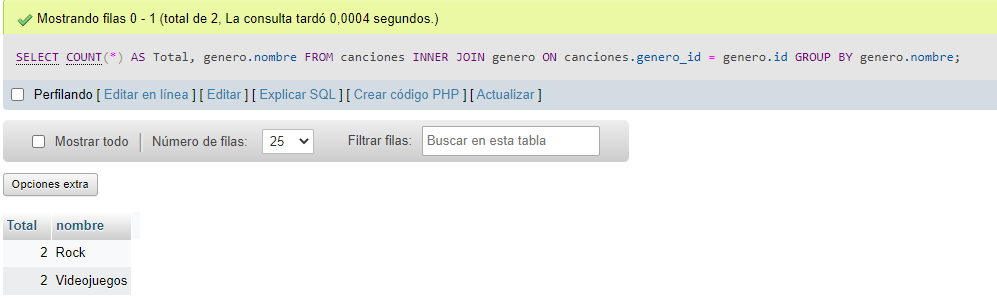 Mostrando filas 0 - 1 (total de 2, La consulta tardó 0,0004 segundos.)
SELECT COUNT(*) AS Total, genero.nombre FROM canciones INNER JOIN genero ON canciones.genero_id = genero.id GROUP BY genero.nombre;
Perfilando [ Editar en línea ] [ Editar ] [ Explicar SQL ] [ Crear código PHP ] [ Actualizar ]
Mostrar todo | Número de filas: 25 Filtrar filas: Buscar en esta tabla
Opciones extra
Total nombre
2 Rock
2 Videojuegos